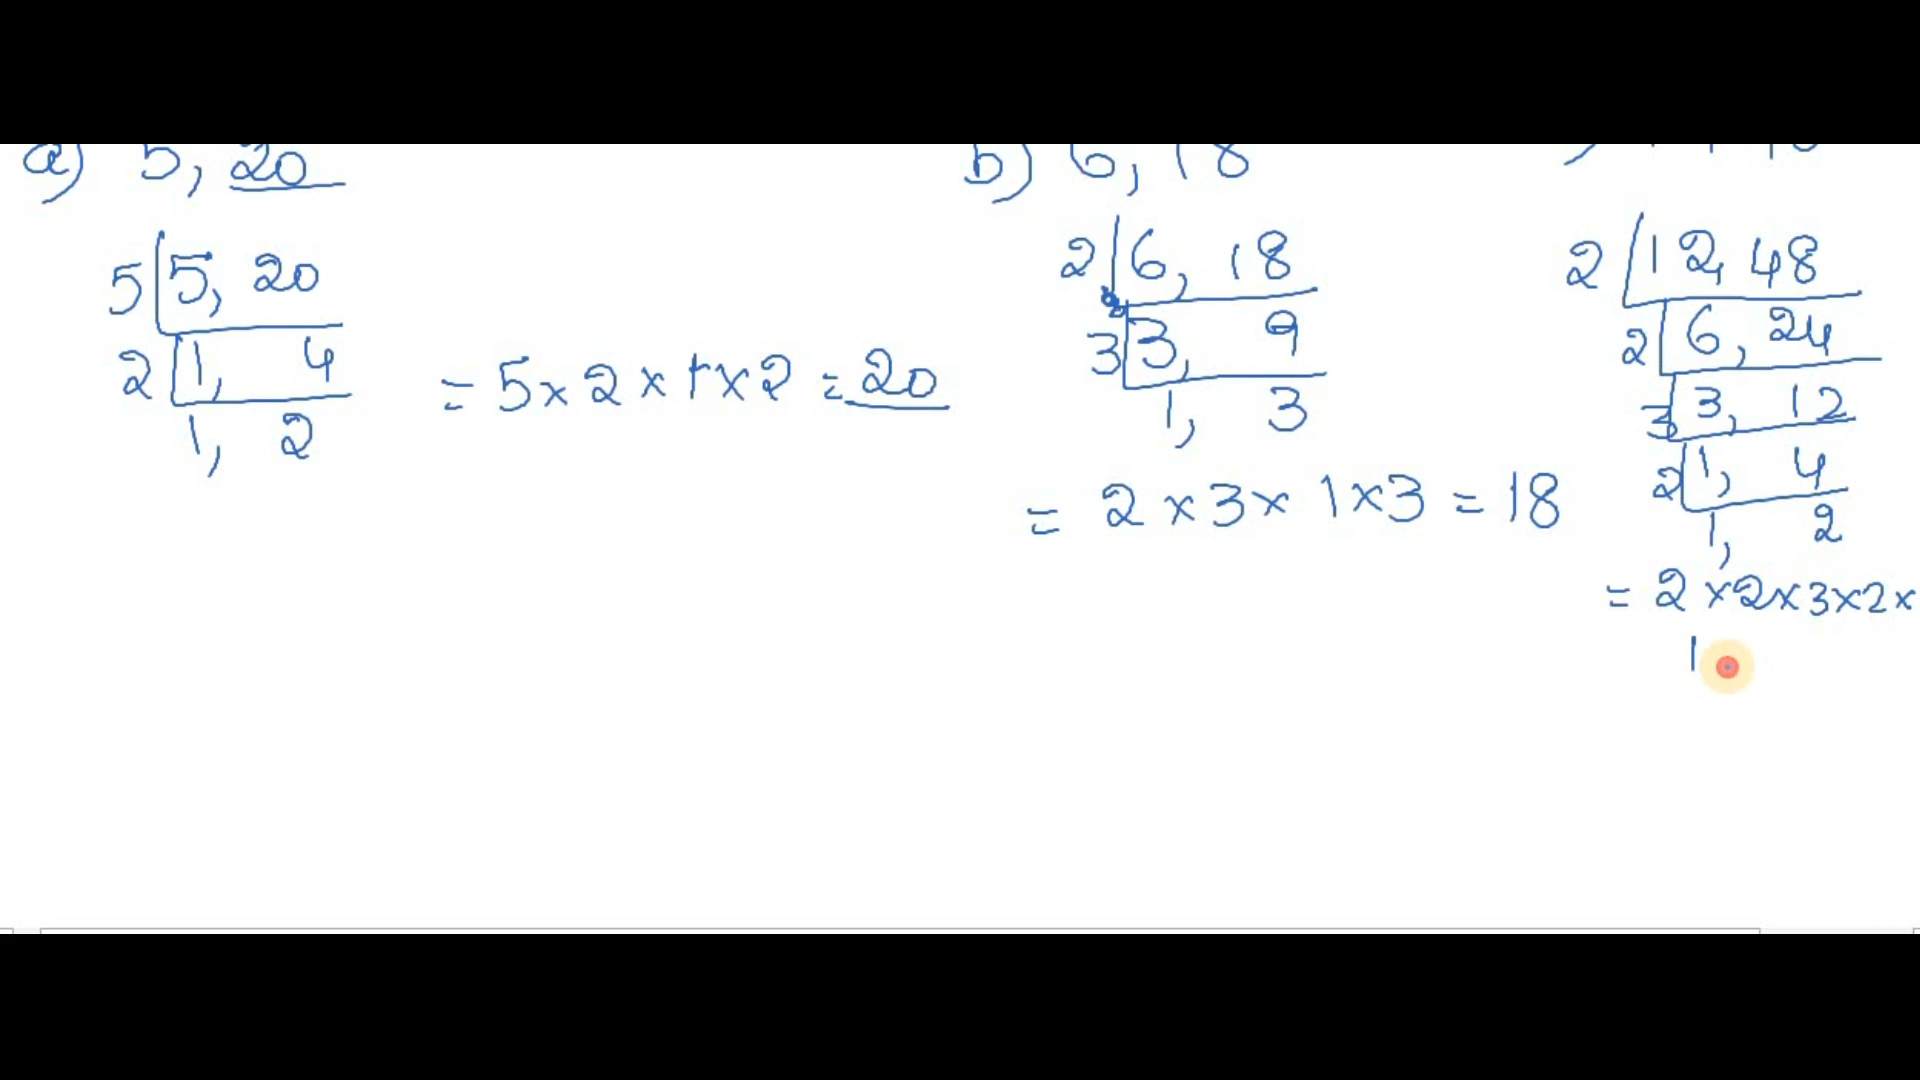 a) 5, 20
5 5, 20
2 1, 4
1, 2
= 5 x 2 x 1 x 2 = 20
b) 6, 18
2 6, 18
3 3, 9
1, 3
= 2 x 3 x 1 x 3 = 18
2 12, 48
2 6, 24
3 3, 12
2 1, 4
1, 2
= 2 x 2 x 3 x 2 x
1